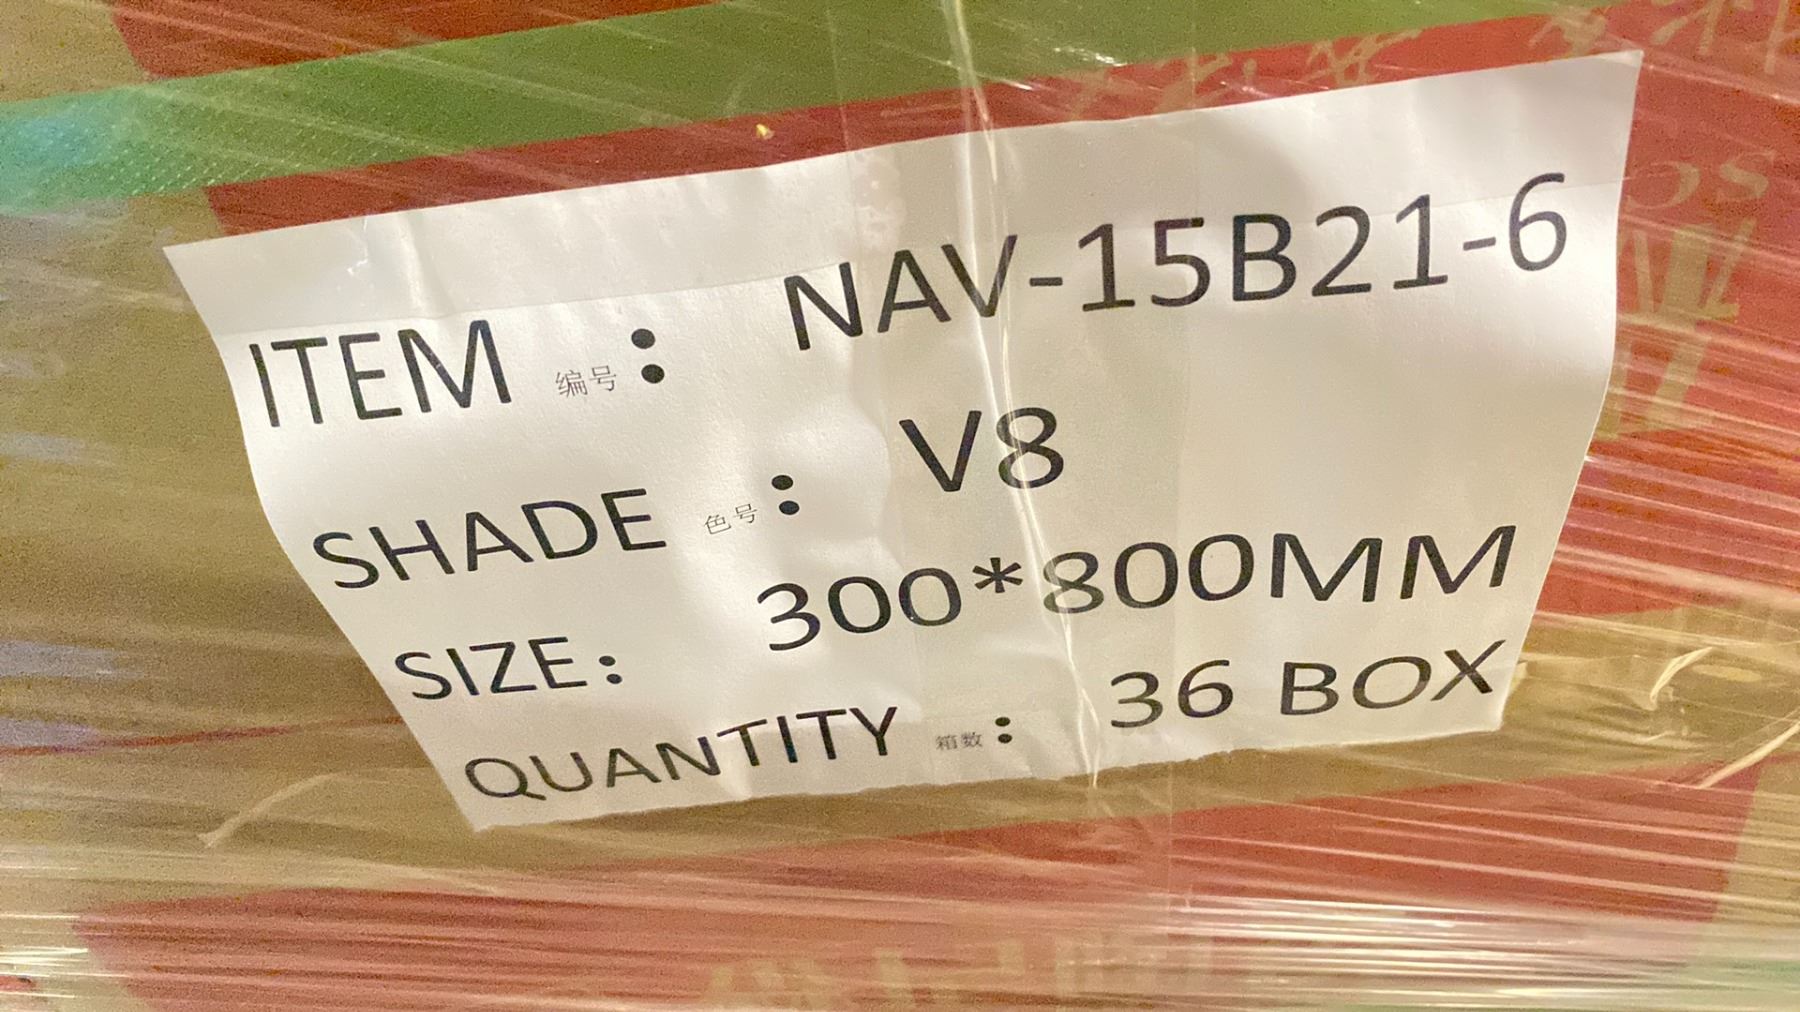 ITEM 编号： NAV-15B21-6
SHADE 色号： V8
SIZE： 300*800MM
QUANTITY 箱数： 36 BOX